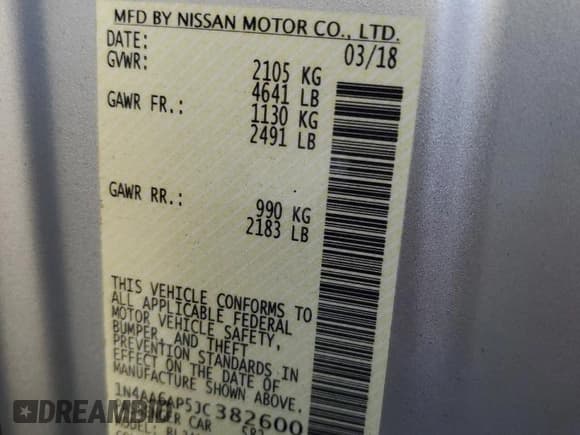 MFD BY NISSAN MOTOR CO., LTD.
DATE: 03/18
GVWR: 2105 KG
4641 LB
GAWR FR.: 1130 KG
2491 LB
GAWR RR.: 990 KG
2183 LB
THIS VEHICLE CONFORMS TO
ALL APPLICABLE FEDERAL
MOTOR VEHICLE SAFETY,
BUMPER, AND THEFT
PREVENTION STANDARDS IN
EFFECT ON THE DATE OF
MANUFACTURE SHOWN ABOVE.
1N4AA6AP5JC382600
CAR
DREAMBID